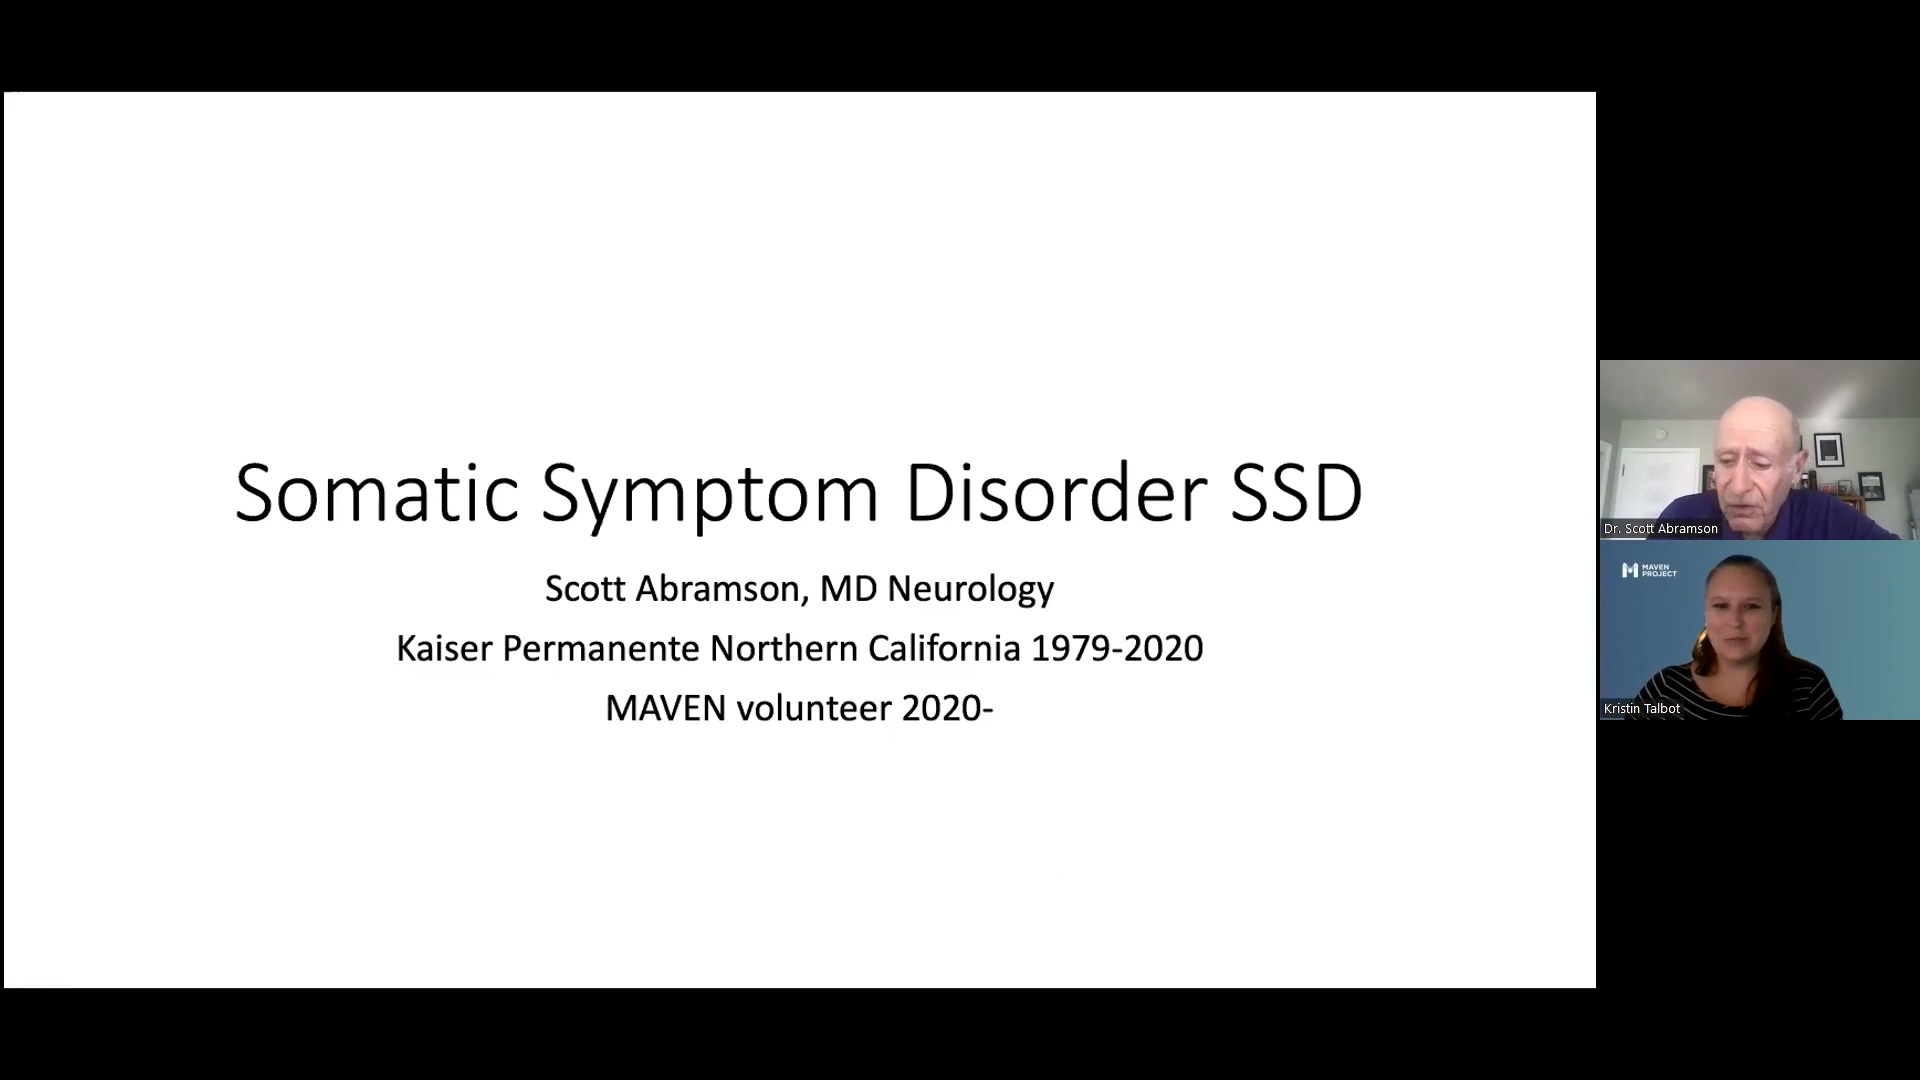 Somatic Symptom Disorder SSD
Scott Abramson, MD Neurology
Kaiser Permanente Northern California 1979-2020
MAVEN volunteer 2020-
Dr. Scott Abramson
MAVEN
PROJECT
Kristin Talbot